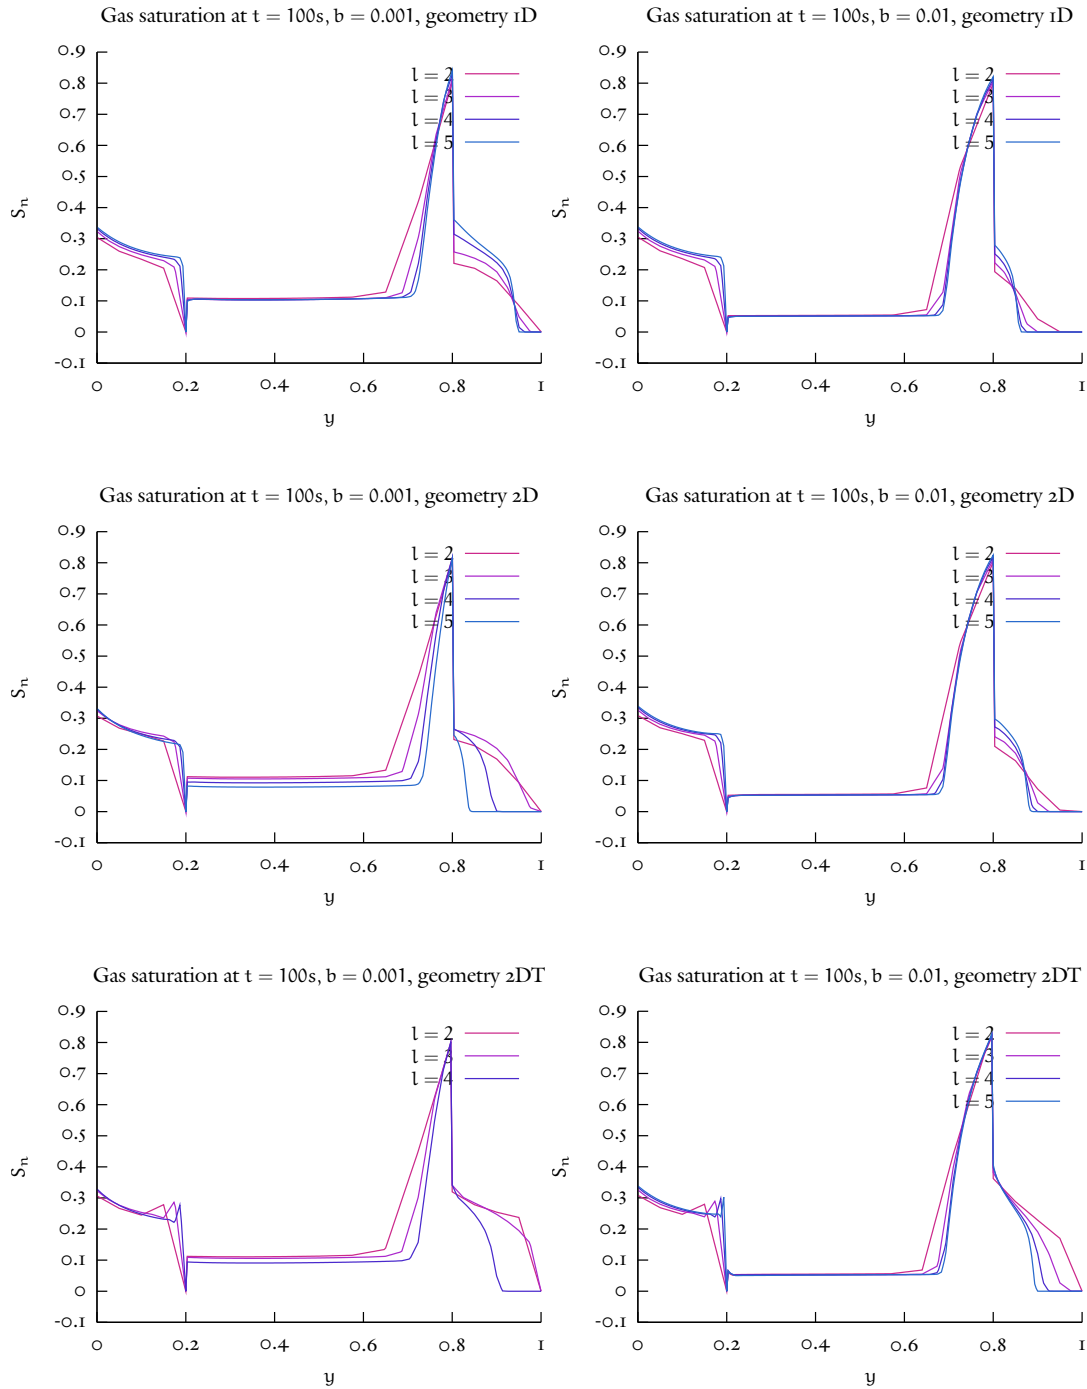 Gas saturation at t = 100s, b = 0.001, geometry 1D
0.9
0.8
0.7
0.6
0.5
0.4
0.3
0.2
0.1
0
-0.1
Sn
l = 2
l = 3
l = 4
l = 5
0 0.2 0.4 0.6 0.8 1
y
Gas saturation at t = 100s, b = 0.01, geometry 1D
0.9
0.8
0.7
0.6
0.5
0.4
0.3
0.2
0.1
0
-0.1
Sn
l = 2
l = 3
l = 4
l = 5
0 0.2 0.4 0.6 0.8 1
y
Gas saturation at t = 100s, b = 0.001, geometry 2D
0.9
0.8
0.7
0.6
0.5
0.4
0.3
0.2
0.1
0
-0.1
Sn
l = 2
l = 3
l = 4
l = 5
0 0.2 0.4 0.6 0.8 1
y
Gas saturation at t = 100s, b = 0.01, geometry 2D
0.9
0.8
0.7
0.6
0.5
0.4
0.3
0.2
0.1
0
-0.1
Sn
l = 2
l = 3
l = 4
l = 5
0 0.2 0.4 0.6 0.8 1
y
Gas saturation at t = 100s, b = 0.001, geometry 2DT
0.9
0.8
0.7
0.6
0.5
0.4
0.3
0.2
0.1
0
-0.1
Sn
l = 2
l = 3
l = 4
0 0.2 0.4 0.6 0.8 1
y
Gas saturation at t = 100s, b = 0.01, geometry 2DT
0.9
0.8
0.7
0.6
0.5
0.4
0.3
0.2
0.1
0
-0.1
Sn
l = 2
l = 3
l = 4
l = 5
0 0.2 0.4 0.6 0.8 1
y